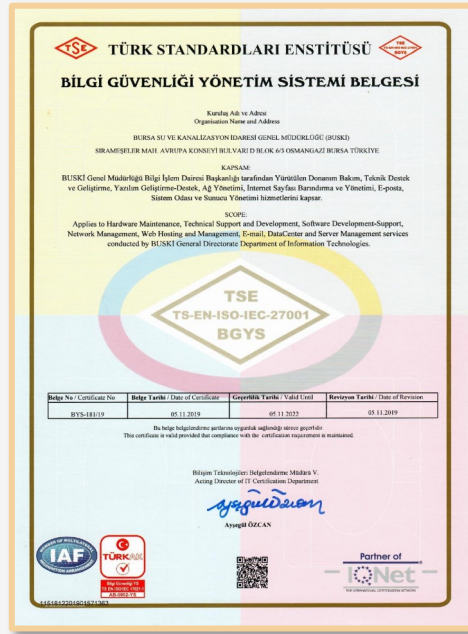 TSE
TÜRK STANDARDLARI ENSTİTÜSÜ
TSE
BİLGİ GÜVENLİĞİ YÖNETİM SİSTEMİ BELGESİ
Kuruluş Adı ve Adresi
Organisation Name and Address
BURSA SU VE KANALİZASYON İDARESİ GENEL MÜDÜRLÜĞÜ (BUSKİ)
SIRAMEŞELER MAH. AVRUPA KONSEYİ BULVARI D BLOK 6/3 OSMANGAZİ BURSA TÜRKİYE
KAPSAM:
BUSKİ Genel Müdürlüğü Bilgi İşlem Dairesi Başkanlığı tarafından Yürütülen Donanım Bakım, Teknik Destek
ve Geliştirme, Yazılım Geliştirme-Destek, Ağ Yönetimi, İnternet Sayfası Barındırma ve Yönetimi, E-posta,
Sistem Odası ve Sunucu Yönetimi hizmetlerini kapsar.
SCOPE:
Applies to Hardware Maintenance, Technical Support and Development, Software Development-Support,
Network Management, Web Hosting and Management, E-mail, DataCenter and Server Management services
conducted by BUSKİ General Directorate Department of Information Technologies.
TSE
TS-EN-ISO-IEC-27001
BGYS
Belge No / Certificate No Belge Tarihi / Date of Certificate Geçerlilik Tarihi / Valid Until Revizyon Tarihi / Date of Revision
BYS-181/19 05.11.2019 05.11.2022 05.11.2019
Bu belge belgelendirme şartlarına uygunluk sağlandığı sürece geçerlidir
This certificate is valid provided that compliance with the certification requirement is maintained.
Bilişim Teknolojileri Belgelendirme Müdürü V.
Acting Director of IT Certification Department
Ayşegül ÖZCAN
IAF
TÜRKAK
Partner of
IQNet